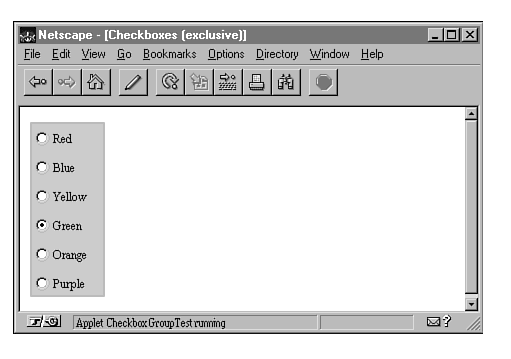 Netscape - [Checkboxes (exclusive)]
File Edit View Go Bookmarks Options Directory Window Help
Red
Blue
Yellow
Green
Orange
Purple
Applet CheckboxGroupTest running
?